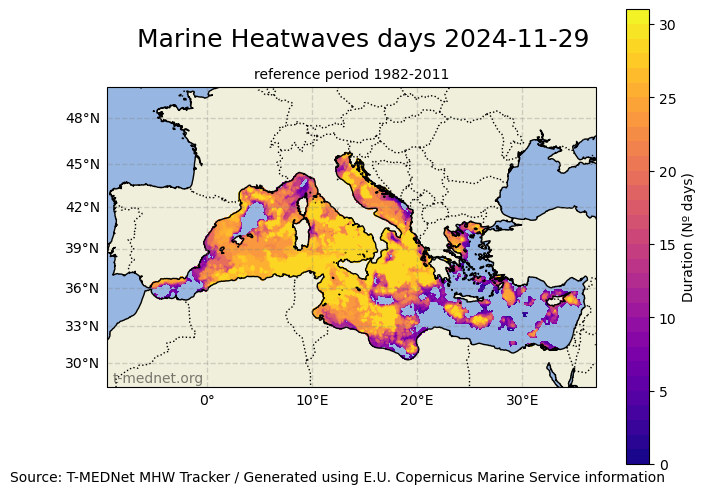 Marine Heatwaves days 2024-11-29
reference period 1982-2011
48°N
45°N
42°N
39°N
36°N
33°N
30°N
t-mednet.org
0°
10°E
20°E
30°E
30
25
20
15
10
5
0
Duration (Nº days)
Source: T-MEDNet MHW Tracker / Generated using E.U. Copernicus Marine Service information